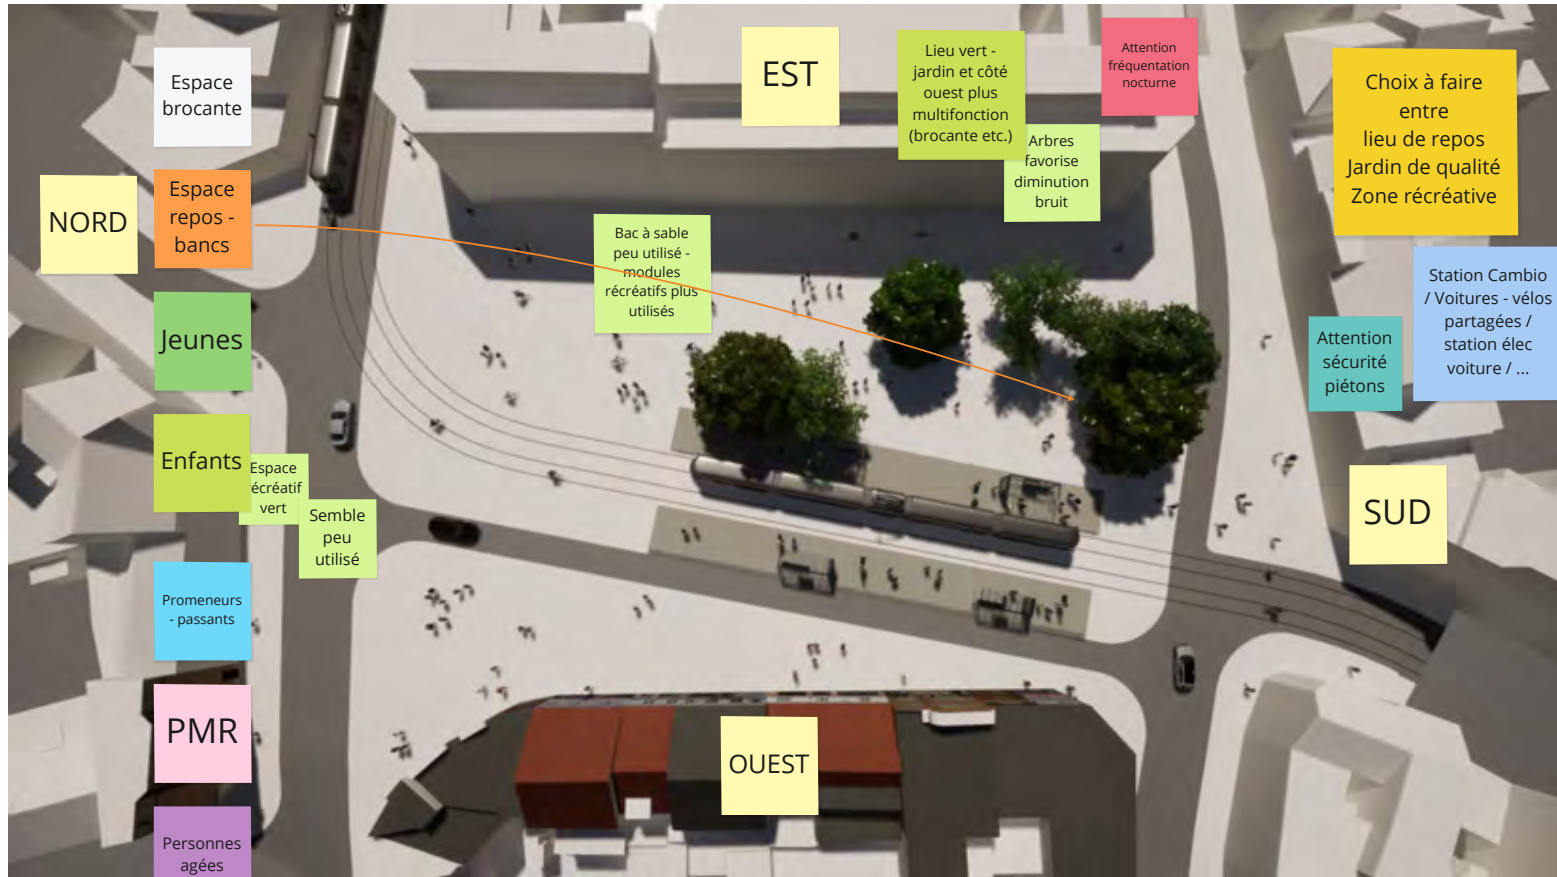 Espace
brocante
NORD
Espace
repos -
bancs
Jeunes
Enfants
Espace
récréatif
vert
Semble
peu
utilisé
Promeneurs
- passants
PMR
Personnes
agées
EST
Lieu vert -
jardin et côté
ouest plus
multifonction
(brocante etc.)
Arbres
favorise
diminution
bruit
Attention
fréquentation
nocturne
Bac à sable
peu utilisé -
modules
récréatifs plus
utilisés
OUEST
Choix à faire
entre
lieu de repos
Jardin de qualité
Zone récréative
Station Cambio
/ Voitures - vélos
partagées /
station élec
voiture / ...
Attention
sécurité
piétons
SUD